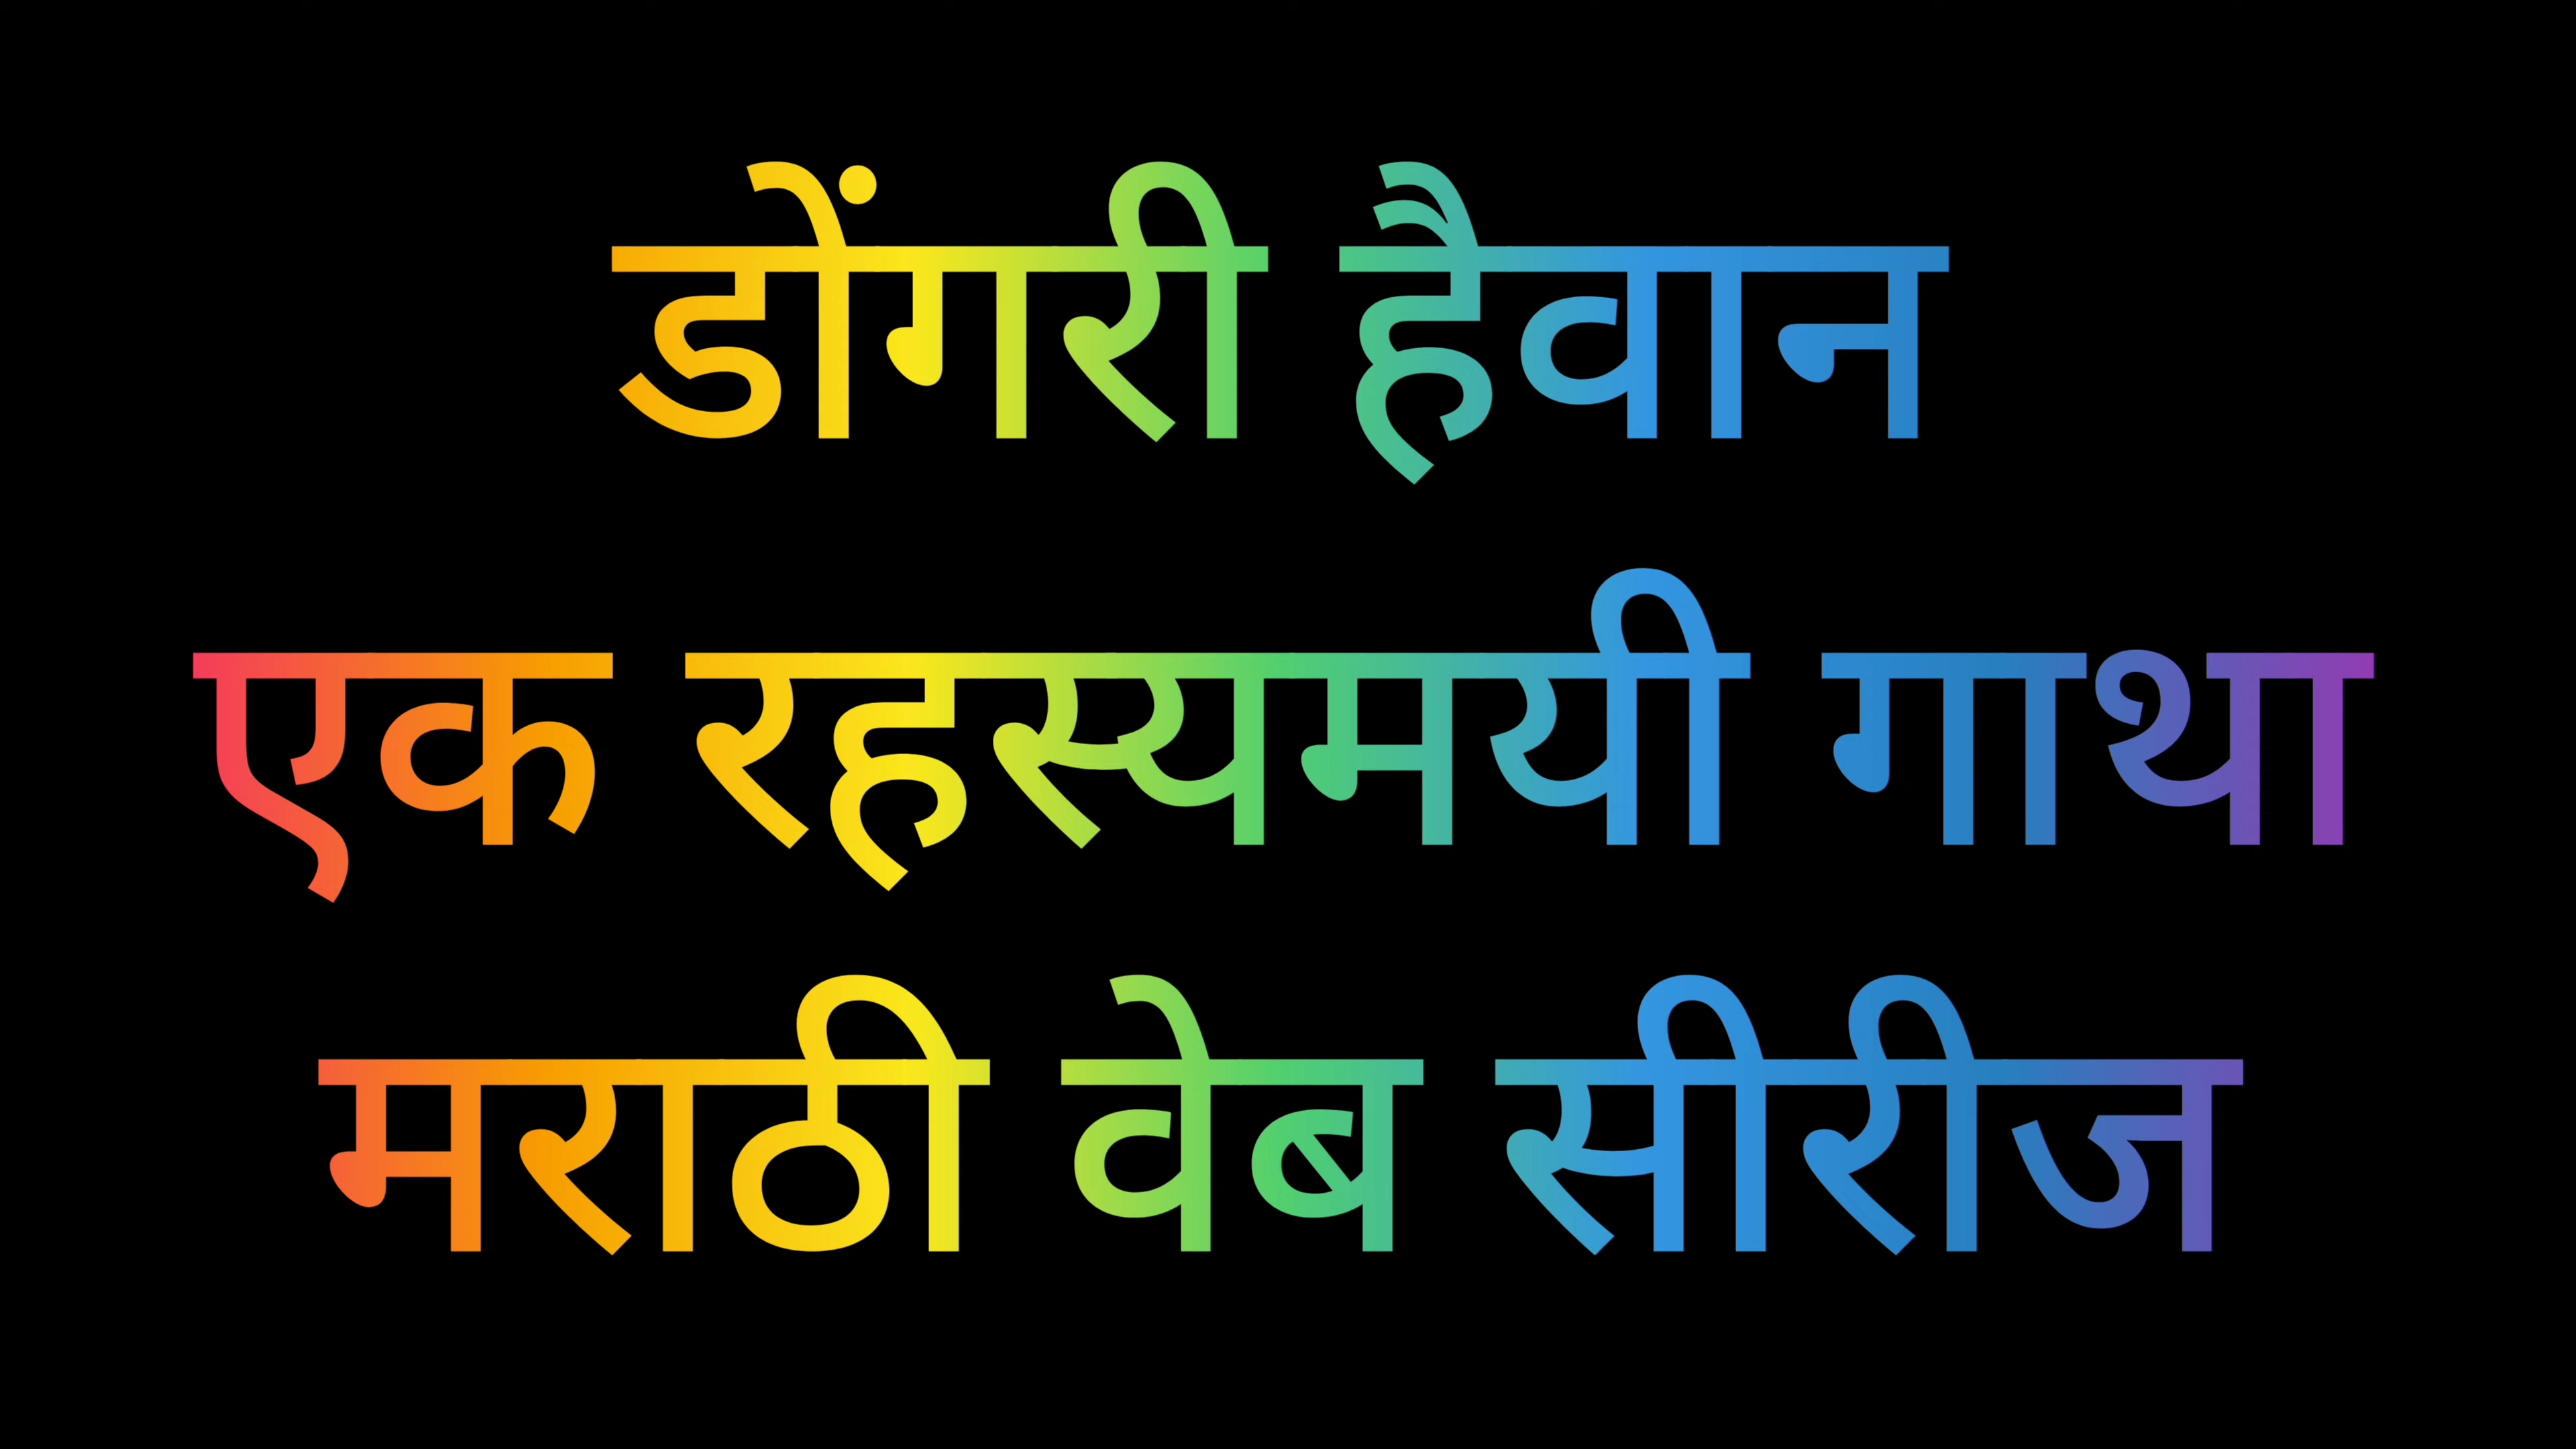 डोंगरी हैवान
एक रहस्यमयी गाथा
मराठी वेब सीरीज